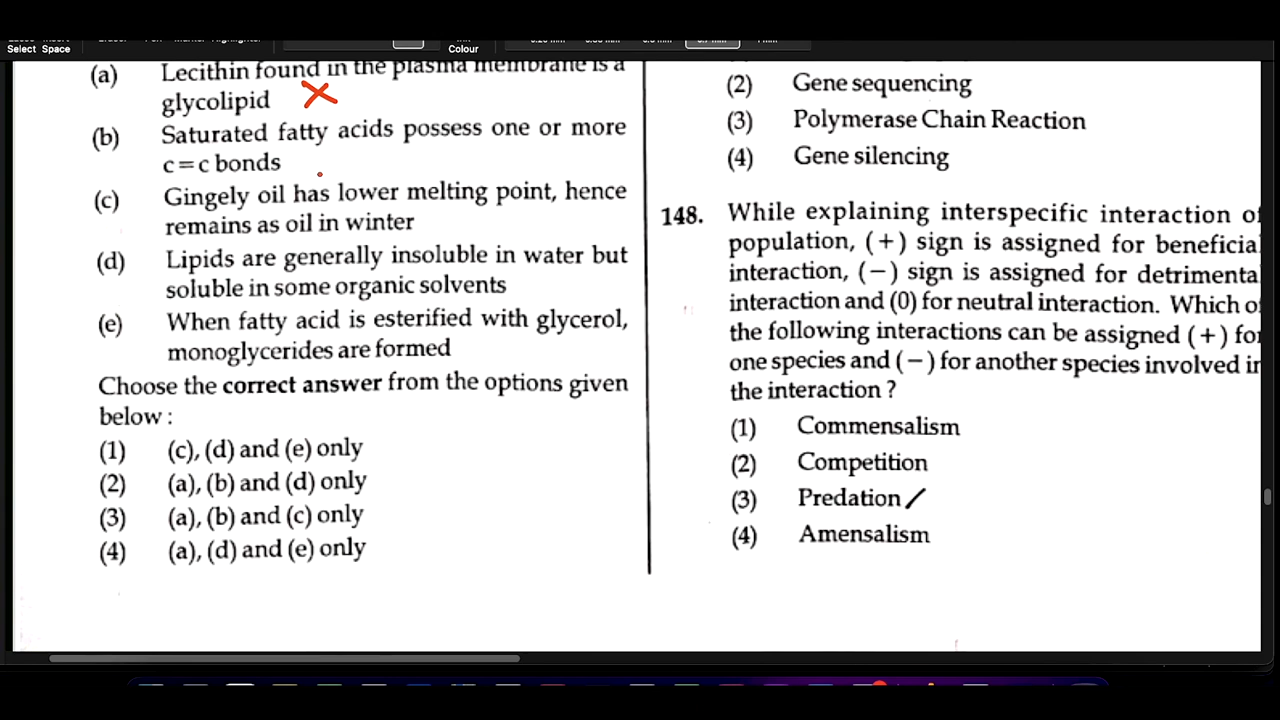 Select Space
Colour
(a) Lecithin found in the plasma membrane is a
glycolipid
(b) Saturated fatty acids possess one or more
c=c bonds
(c) Gingely oil has lower melting point, hence
remains as oil in winter
(d) Lipids are generally insoluble in water but
soluble in some organic solvents
(e) When fatty acid is esterified with glycerol,
monoglycerides are formed
Choose the correct answer from the options given
below :
(1) (c), (d) and (e) only
(2) (a), (b) and (d) only
(3) (a), (b) and (c) only
(4) (a), (d) and (e) only
(2) Gene sequencing
(3) Polymerase Chain Reaction
(4) Gene silencing
148. While explaining interspecific interaction of
population, (+) sign is assigned for beneficial
interaction, (−) sign is assigned for detrimenta
interaction and (0) for neutral interaction. Which of
the following interactions can be assigned (+) for
one species and (−) for another species involved in
the interaction ?
(1) Commensalism
(2) Competition
(3) Predation
(4) Amensalism